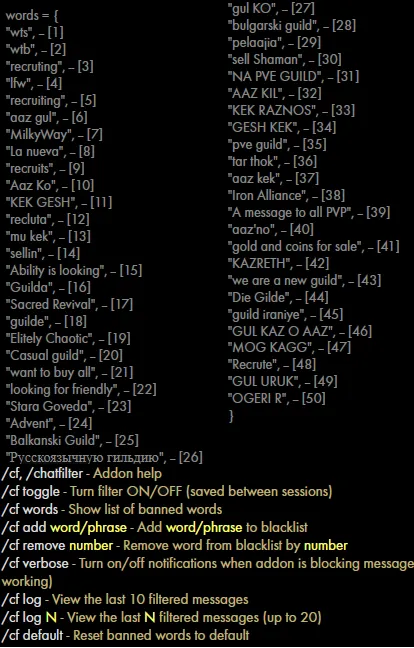 words = {
"wts", – [1]
"wtb", – [2]
"recruting", – [3]
"lfw", – [4]
"recruiting", – [5]
"aaz gul", – [6]
"MilkyWay", – [7]
"La nueva", – [8]
"recruits", – [9]
"Aaz Ko", – [10]
"KEK GESH", – [11]
"recluta", – [12]
"mu kek", – [13]
"sellin", – [14]
"Ability is looking", – [15]
"Guilda", – [16]
"Sacred Revival", – [17]
"guilde", – [18]
"Elitely Chaotic", – [19]
"Casual guild", – [20]
"want to buy all", – [21]
"looking for friendly", – [22]
"Stara Goveda", – [23]
"Advent", – [24]
"Balkanski Guild", – [25]
"Русскоязычную гильдию", – [26]
"gul KO", – [27]
"bulgarski guild", – [28]
"pelaajia", – [29]
"sell Shaman", – [30]
"NA PVE GUILD", – [31]
"AAZ KIL", – [32]
"KEK RAZNOS", – [33]
"GESH KEK", – [34]
"pve guild", – [35]
"tar thok", – [36]
"aaz kek", – [37]
"Iron Alliance", – [38]
"A message to all PVP", – [39]
"aaz'no", – [40]
"gold and coins for sale", – [41]
"KAZRETH", – [42]
"we are a new guild", – [43]
"Die Gilde", – [44]
"guild iraniye", – [45]
"GUL KAZ O AAZ", – [46]
"MOG KAGG", – [47]
"Recrute", – [48]
"GUL URUK", – [49]
"OGERI R", – [50]
}
/cf, /chatfilter - Addon help
/cf toggle - Turn filter ON/OFF (saved between sessions)
/cf words - Show list of banned words
/cf add word/phrase - Add word/phrase to blacklist
/cf remove number - Remove word from blacklist by number
/cf verbose - Turn on/off notifications when addon is blocking message
working)
/cf log - View the last 10 filtered messages
/cf log N - View the last N filtered messages (up to 20)
/cf default - Reset banned words to default